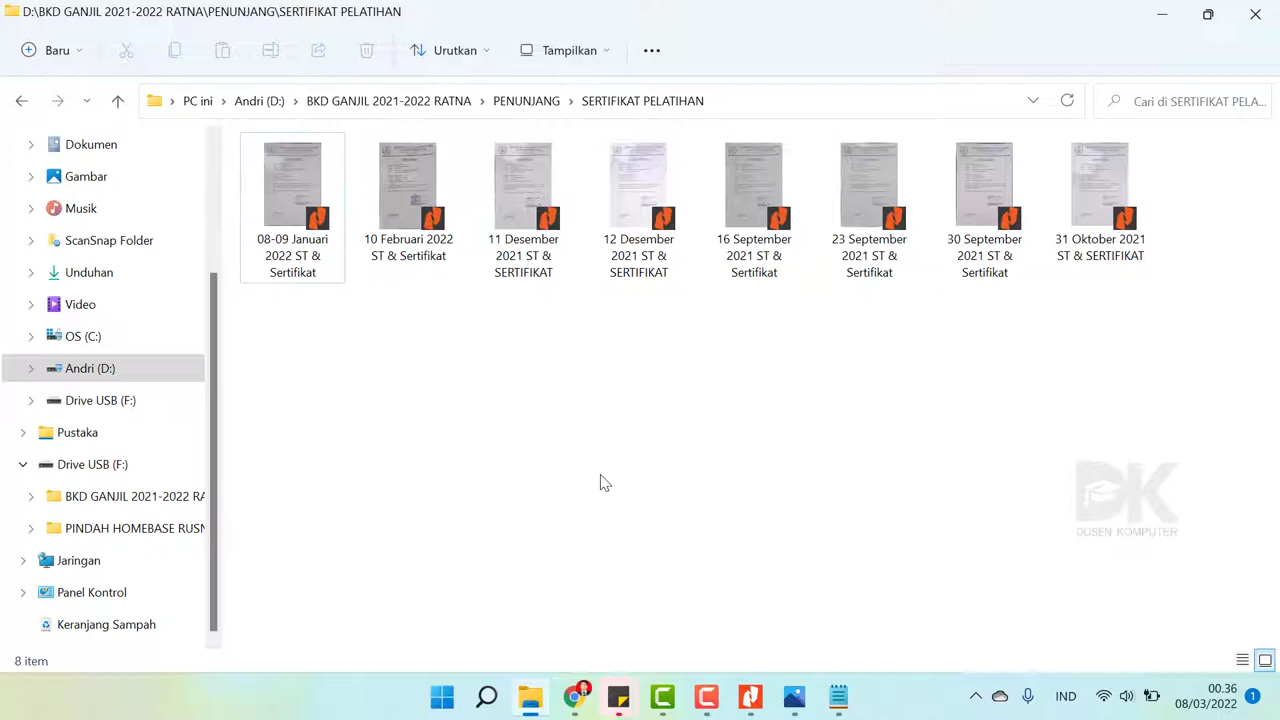 D:\BKD GANJIL 2021-2022 RATNA\PENUNJANG\SERTIFIKAT PELATIHAN
Baru
Urutkan
Tampilkan
PC ini
Andri (D:)
BKD GANJIL 2021-2022 RATNA
PENUNJANG
SERTIFIKAT PELATIHAN
Cari di SERTIFIKAT PELA...
Dokumen
Gambar
Musik
ScanSnap Folder
Unduhan
Video
OS (C:)
Andri (D:)
Drive USB (F:)
Pustaka
Drive USB (F:)
BKD GANJIL 2021-2022 RA
PINDAH HOMEBASE RUSN
Jaringan
Panel Kontrol
Keranjang Sampah
08-09 Januari
2022 ST &
Sertifikat
10 Februari 2022
ST & Sertifikat
11 Desember
2021 ST &
SERTIFIKAT
12 Desember
2021 ST &
SERTIFIKAT
16 September
2021 ST &
Sertifikat
23 September
2021 ST &
Sertifikat
30 September
2021 ST &
Sertifikat
31 Oktober 2021
ST & SERTIFIKAT
DK
DOSEN KOMPUTER
8 item
IND
00.36
08/03/2022
1